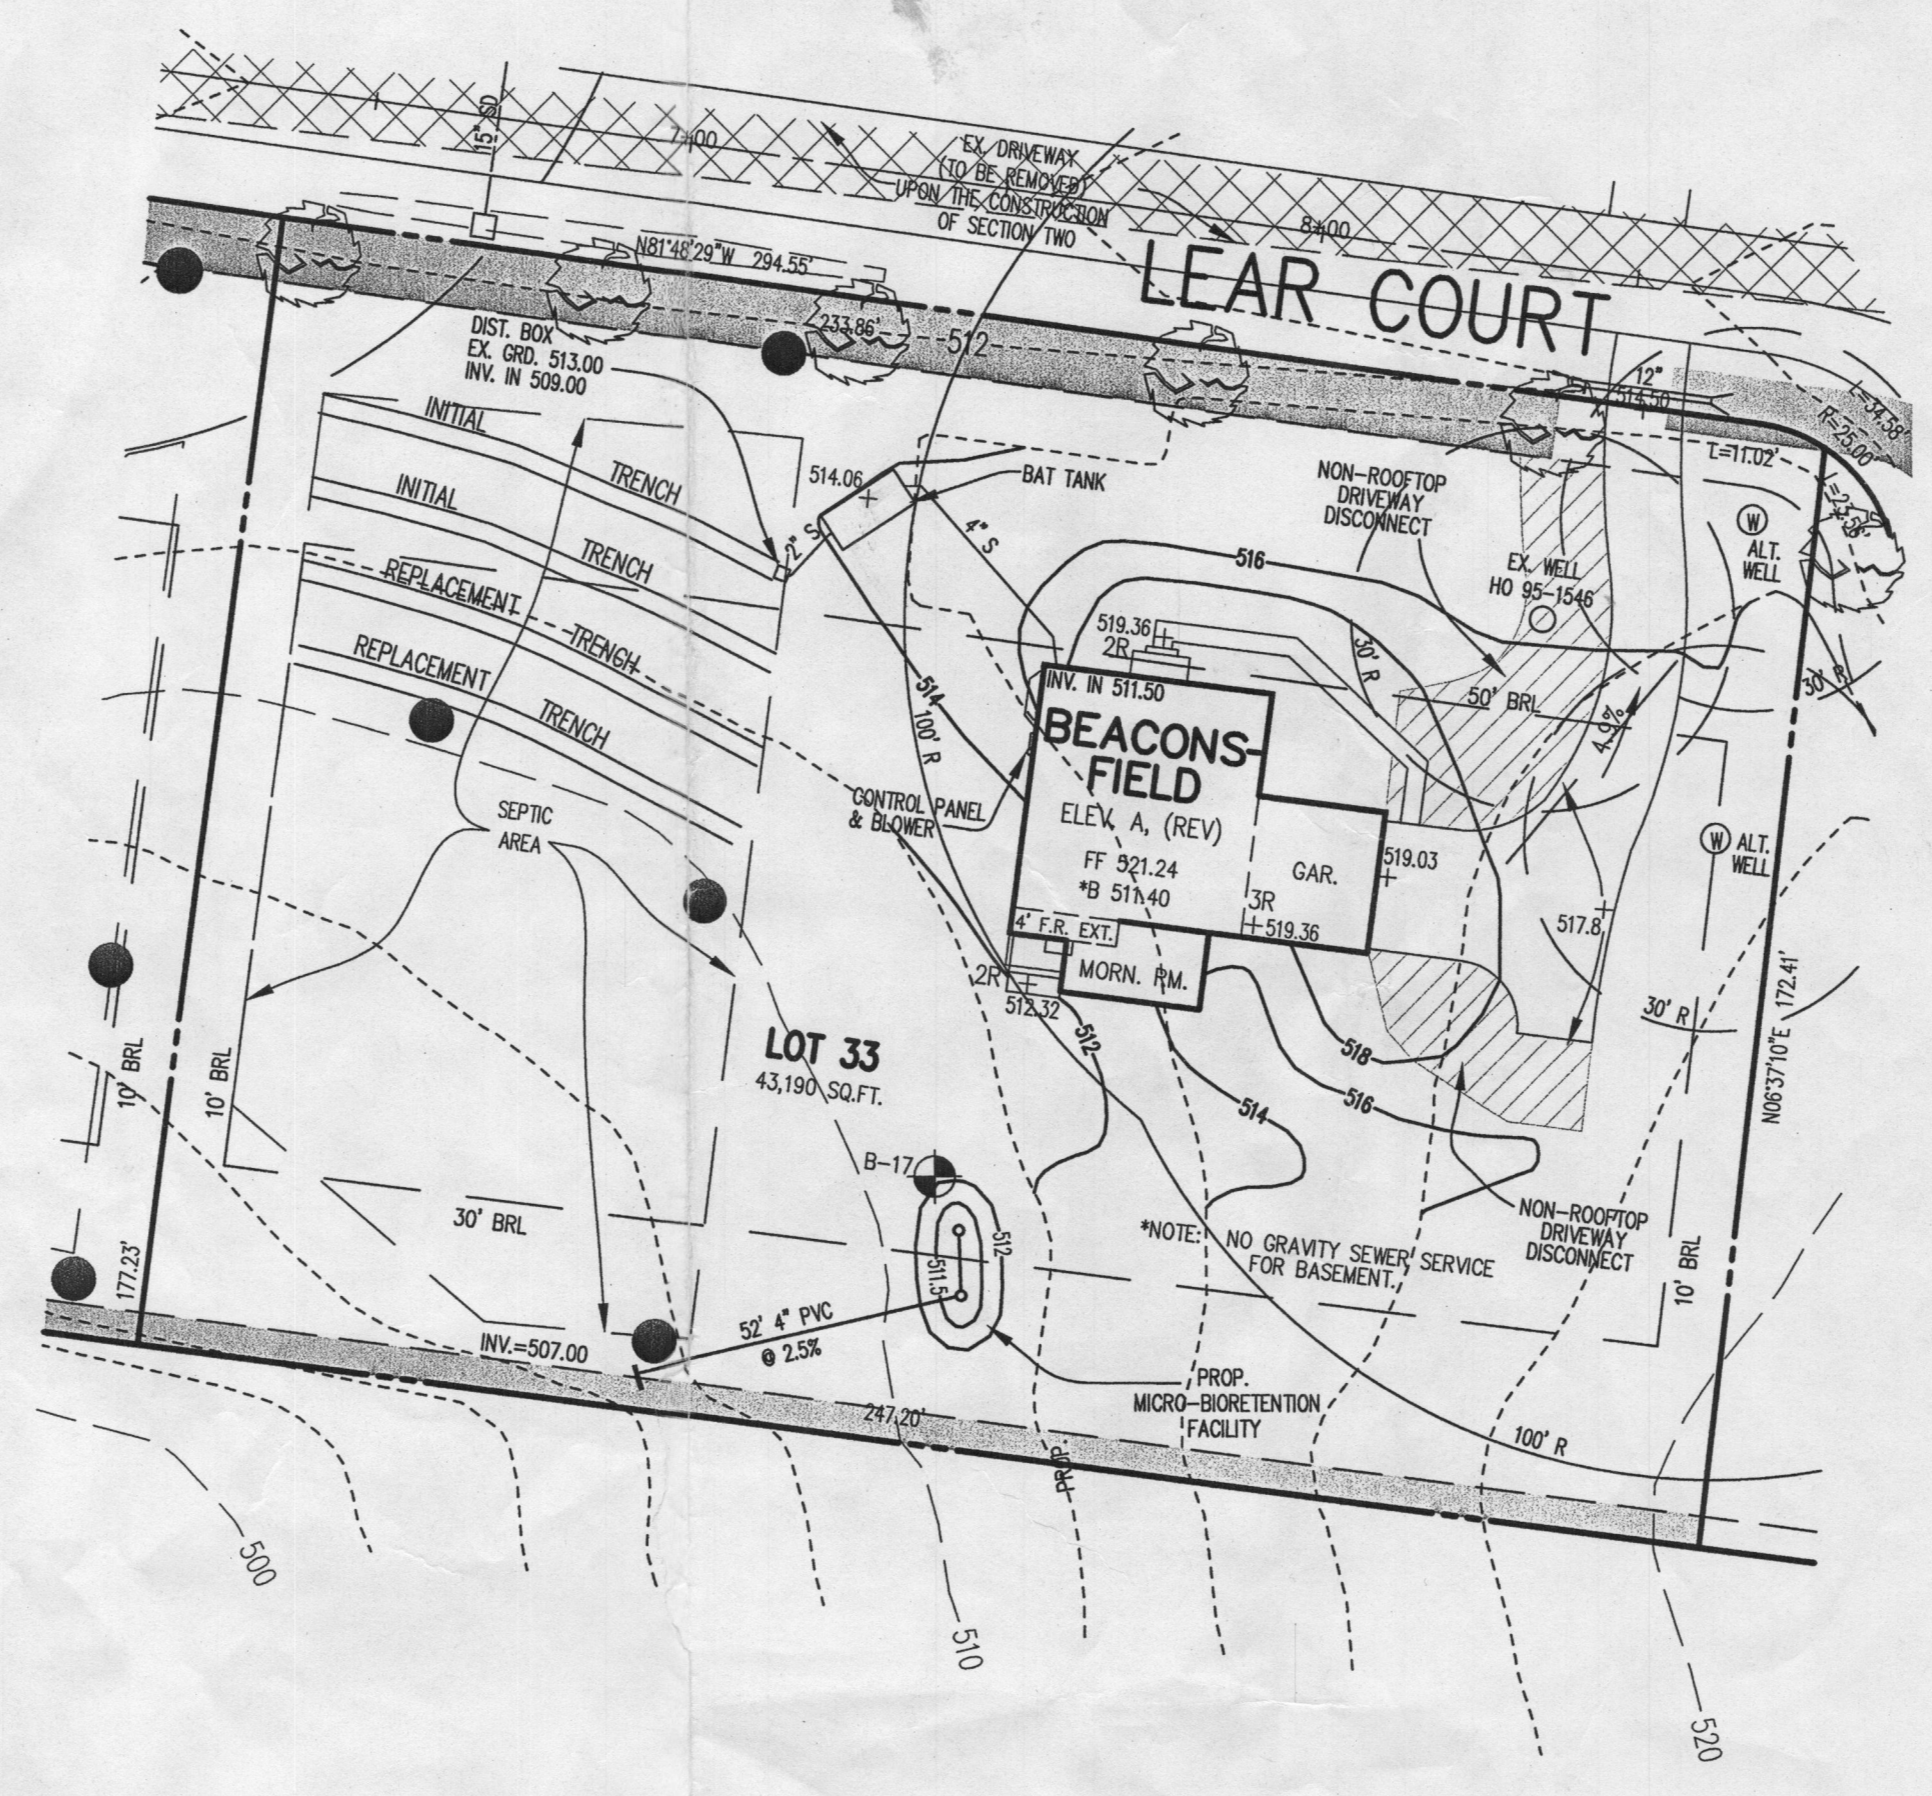 15" SD
7+00
EX. DRIVEWAY
(TO BE REMOVED)
UPON THE CONSTRUCTION
OF SECTION TWO
8+00
N81°48'29"W 294.55'
LEAR COURT
233.86'
512
12"
514.50
L=34.58'
R=25.00'
L=11.02'
DIST. BOX
EX. GRD. 513.00
INV. IN 509.00
INITIAL
TRENCH
INITIAL
TRENCH
REPLACEMENT
TRENCH
REPLACEMENT
TRENCH
514.06
BAT TANK
2" S
4" S
NON-ROOFTOP
DRIVEWAY
DISCONNECT
516
EX. WELL
HO 95-1546
W
ALT.
WELL
519.36
2R
30' R
30' R
50' BRL
4.9%
514
100' R
INV. IN 511.50
BEACONS-
FIELD
ELEV. A, (REV)
FF 521.24
*B 511.40
GAR.
3R
519.36
519.03
4' F.R. EXT.
MORN. RM.
2R
512.32
CONTROL PANEL
& BLOWER
SEPTIC
AREA
W
ALT.
WELL
517.8
30' R
N06°37'10"E 172.41'
LOT 33
43,190 SQ.FT.
512
518
516
514
10' BRL
10' BRL
B-17
30' BRL
512
511.5
*NOTE: NO GRAVITY SEWER SERVICE
FOR BASEMENT.
NON-ROOFTOP
DRIVEWAY
DISCONNECT
10' BRL
177.23'
INV.=507.00
52' 4" PVC
@ 2.5%
PROP.
MICRO-BIORETENTION
FACILITY
247.20'
PROP.
100' R
500
510
520